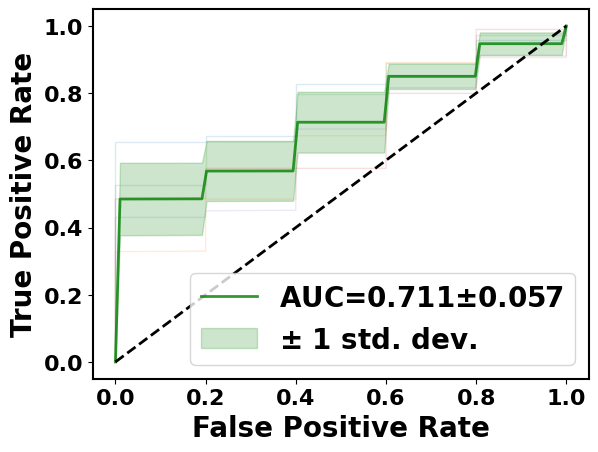 1.0
0.8
0.6
0.4
0.2
0.0
True Positive Rate
AUC=0.711±0.057
± 1 std. dev.
0.0 0.2 0.4 0.6 0.8 1.0
False Positive Rate